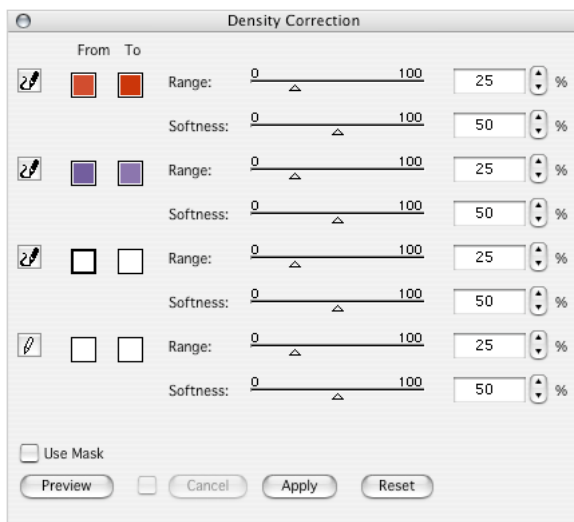 Density Correction
From To
Range: 0 100 25 %
Softness: 0 100 50 %
Range: 0 100 25 %
Softness: 0 100 50 %
Range: 0 100 25 %
Softness: 0 100 50 %
Range: 0 100 25 %
Softness: 0 100 50 %
Use Mask
Preview Cancel Apply Reset